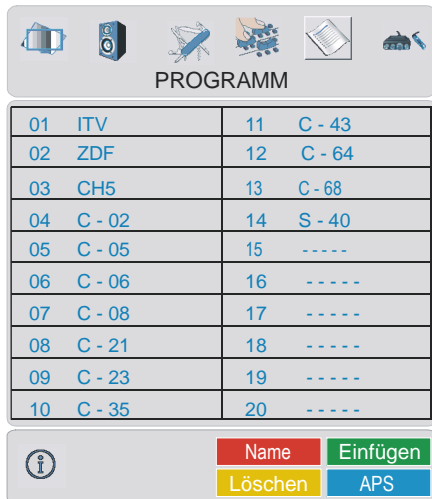 PROGRAMM
01 ITV 11 C - 43
02 ZDF 12 C - 64
03 CH5 13 C - 68
04 C - 02 14 S - 40
05 C - 05 15 - - - - -
06 C - 06 16 - - - - -
07 C - 08 17 - - - - -
08 C - 21 18 - - - - -
09 C - 23 19 - - - - -
10 C - 35 20 - - - - -
Name Einfügen
Löschen APS